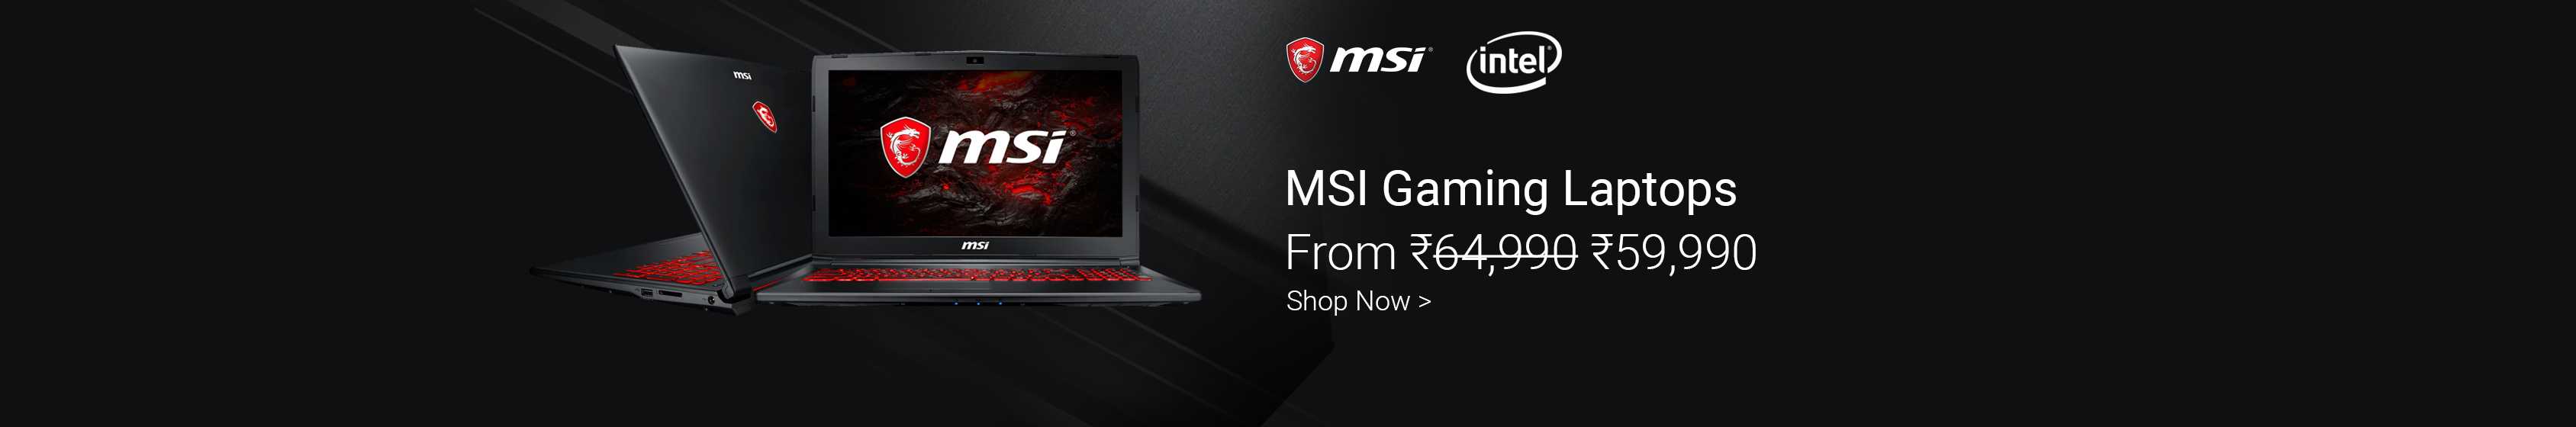 msi
msi
msi
msi
intel
MSI Gaming Laptops
From ₹64,990 ₹59,990
Shop Now >